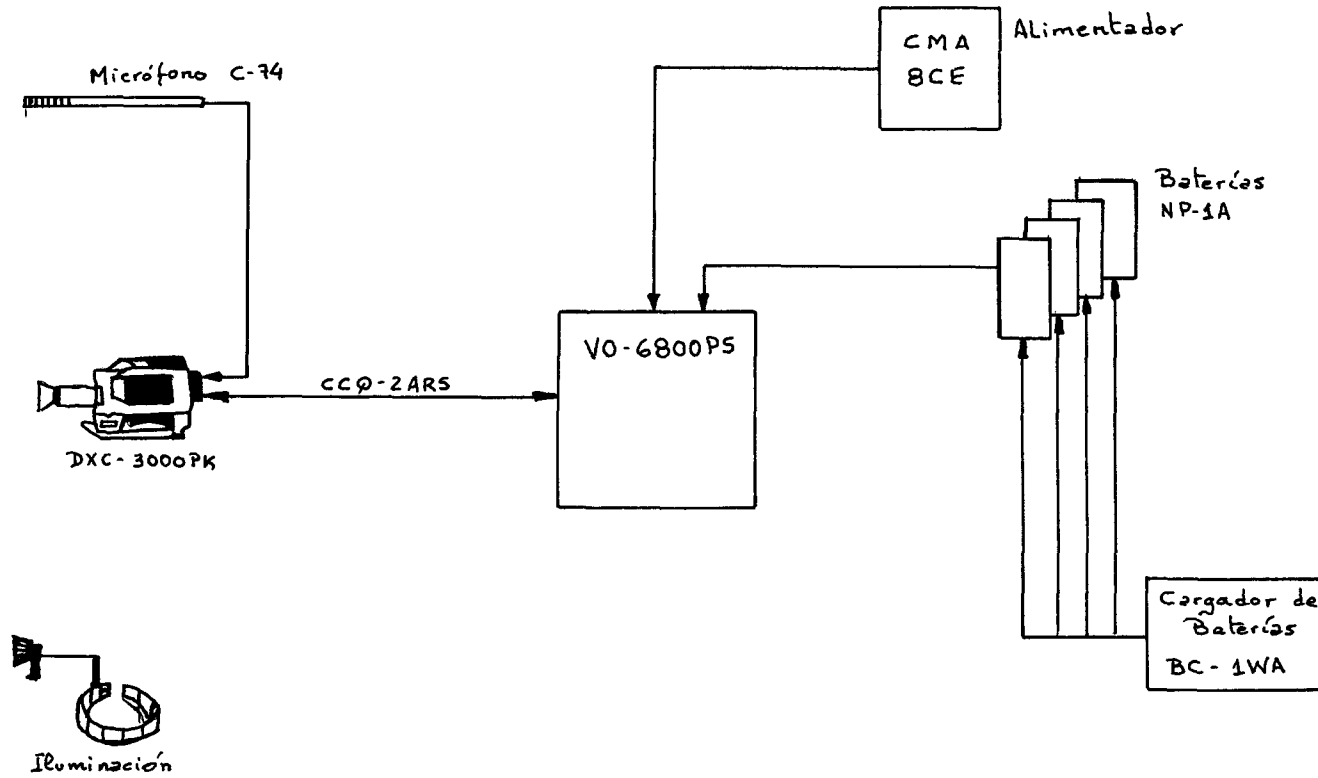 Micrófono C-74
CMA
8CE
ALimentador
Baterías
NP-1A
VO-6800PS
CCQ-2ARS
DXC-3000PK
Cargador de
Baterías
BC-1WA
Iluminación